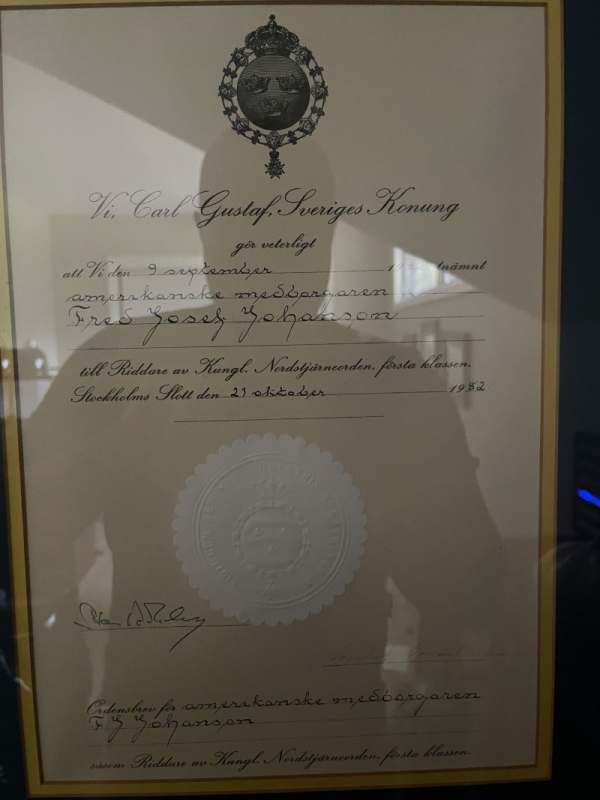 Vi, Carl Gustaf, Sveriges Konung
gör veterligt
att Vi den 9 september 19 utnämnt
amerikanske medborgaren
Fred Josef Johanson
till Riddare av Kungl. Nordstjärneorden, första klassen.
Stockholms Slott den 21 oktober 1982
Ordensbrev för amerikanske medborgaren
F J Johanson
såsom Riddare av Kungl. Nordstjärneorden, första klassen.